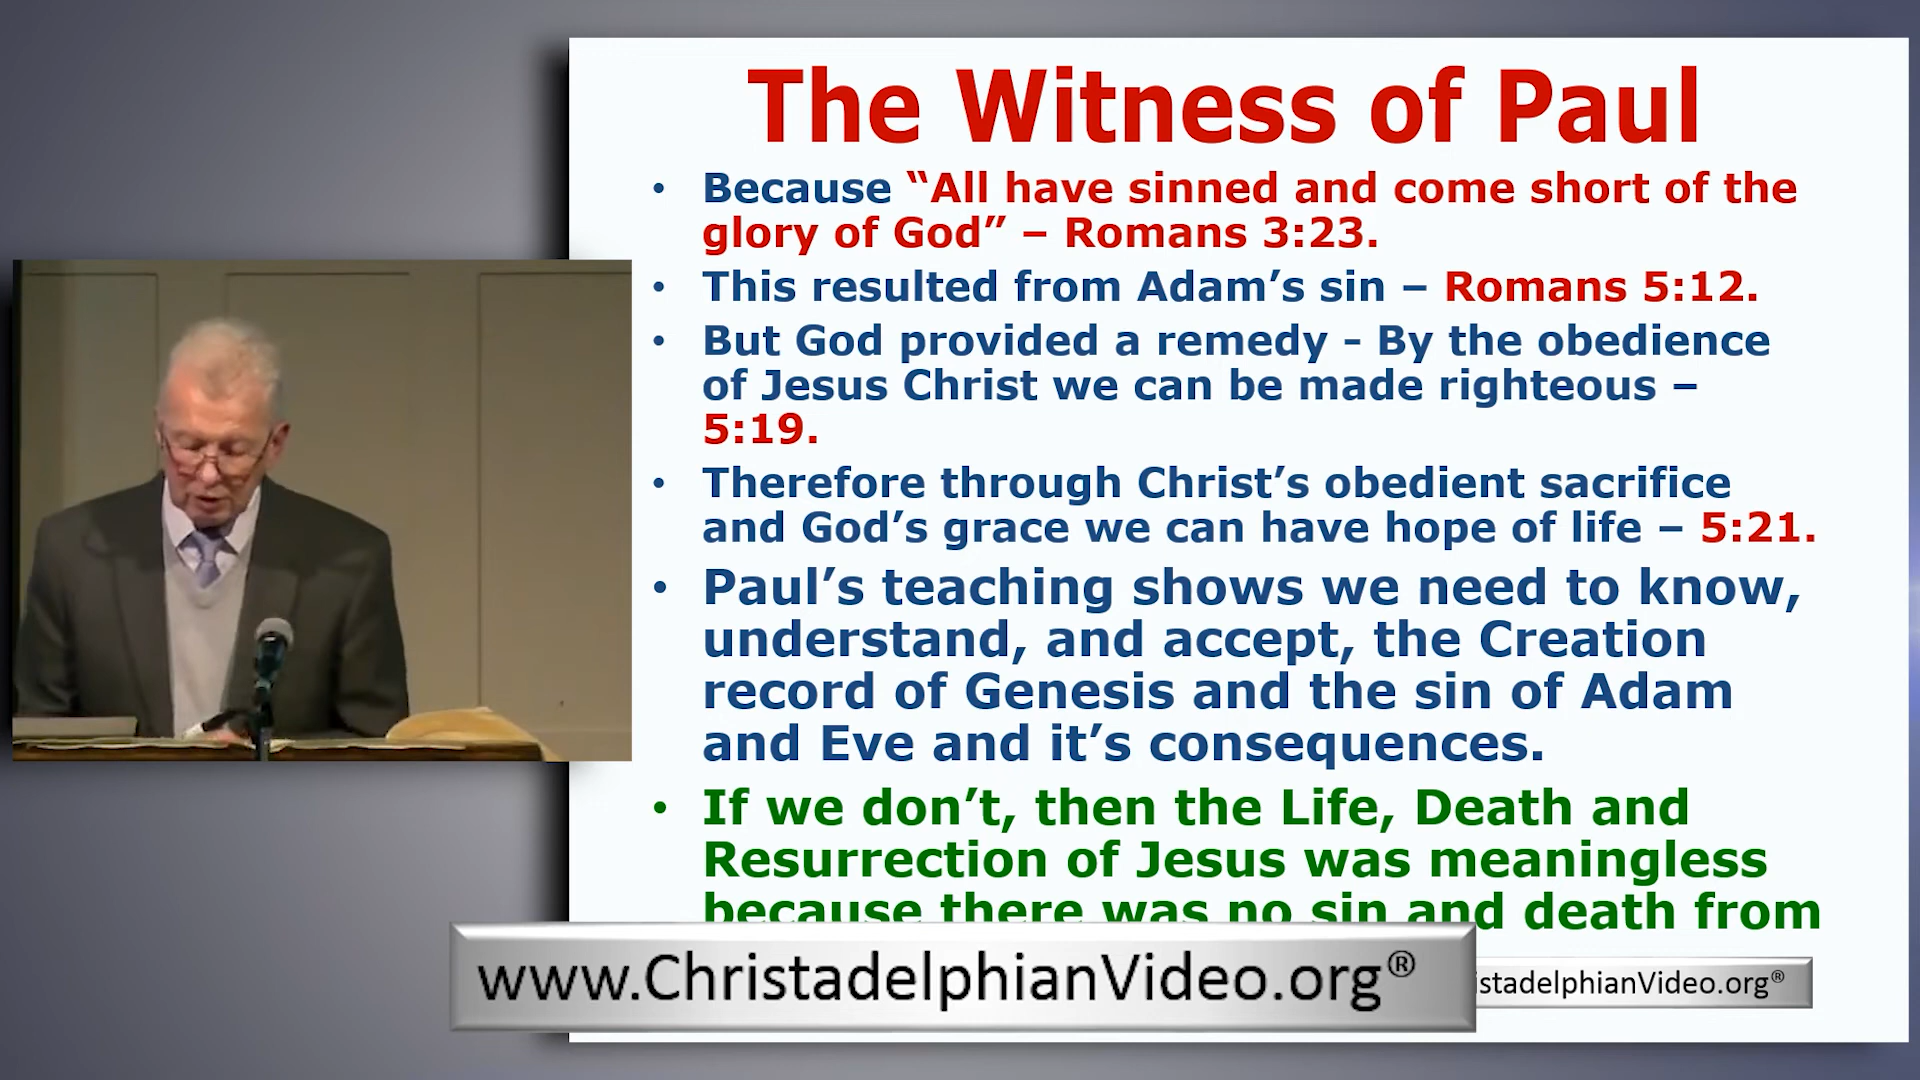 The Witness of Paul
• Because “All have sinned and come short of the
glory of God” – Romans 3:23.
• This resulted from Adam’s sin – Romans 5:12.
• But God provided a remedy - By the obedience
of Jesus Christ we can be made righteous –
5:19.
• Therefore through Christ’s obedient sacrifice
and God’s grace we can have hope of life – 5:21.
• Paul’s teaching shows we need to know,
understand, and accept, the Creation
record of Genesis and the sin of Adam
and Eve and it’s consequences.
• If we don’t, then the Life, Death and
Resurrection of Jesus was meaningless
because there was no sin and death from
www.ChristadelphianVideo.org®
istadelphianVideo.org®